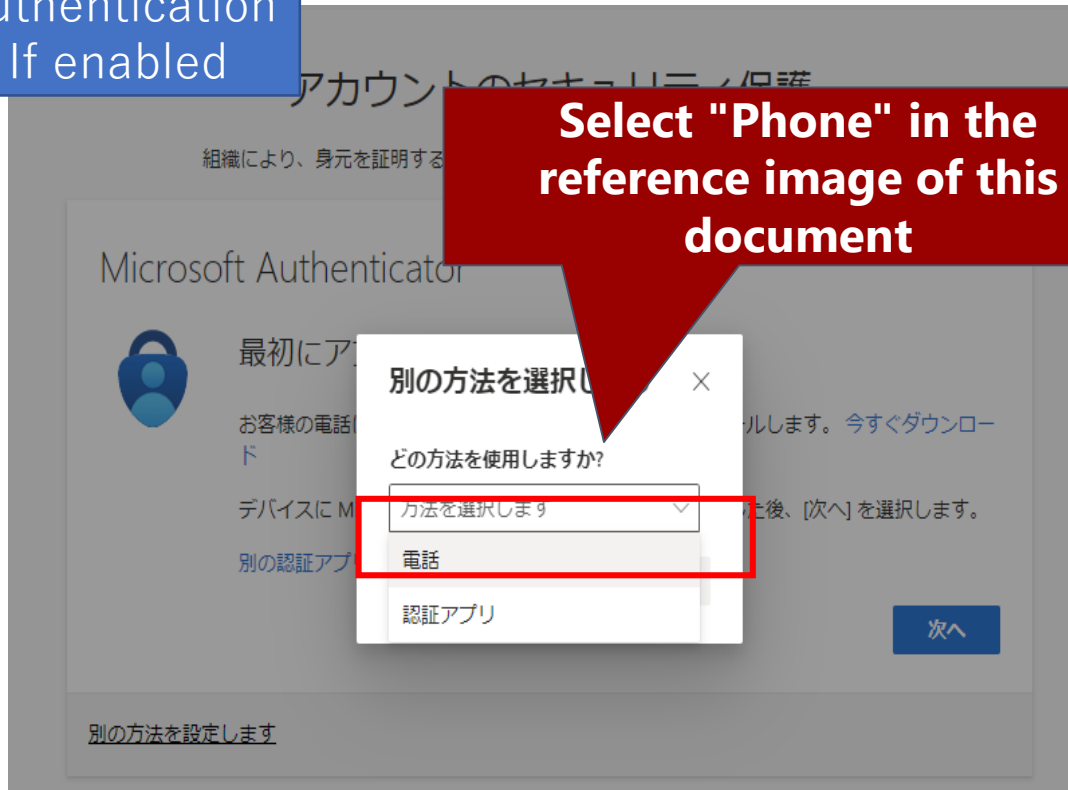 If enabled
アカウントのセキュリティ保護
Select "Phone" in the
reference image of this
document
組織により、身元を証明する
Microsoft Authenticator
最初にア
別の方法を選択し
お客様の電話
ルします。今すぐダウンロー
ド
どの方法を使用しますか?
デバイスに M
方法を選択します
た後、[次へ] を選択します。
別の認証アプ
電話
認証アプリ
次へ
別の方法を設定します